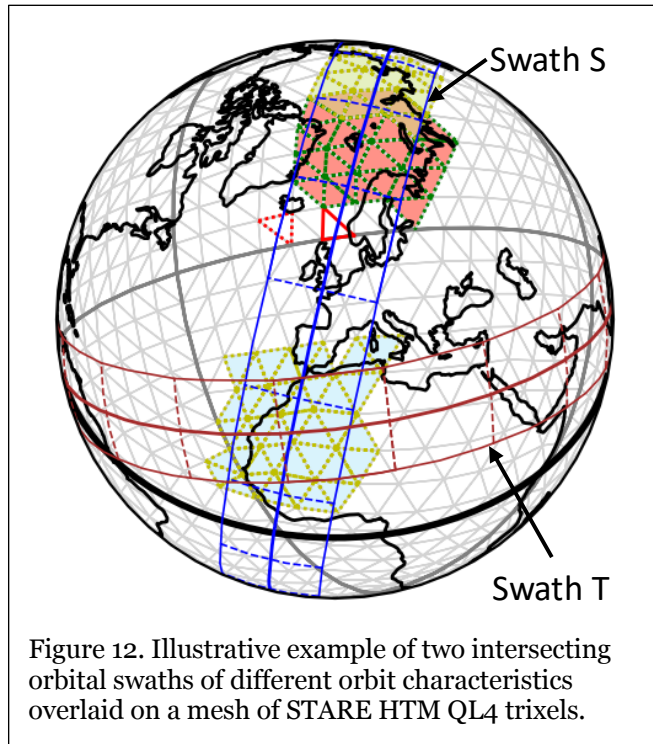 Swath S
Swath T
Figure 12. Illustrative example of two intersecting
orbital swaths of different orbit characteristics
overlaid on a mesh of STARE HTM QL4 trixels.